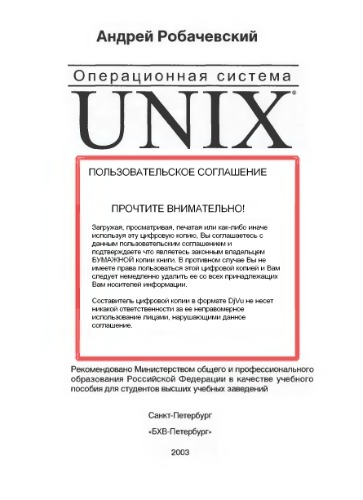 Андрей Робачевский
Операционная система
UNIX®
ПОЛЬЗОВАТЕЛЬСКОЕ СОГЛАШЕНИЕ
ПРОЧТИТЕ ВНИМАТЕЛЬНО!
Загружая, просматривая, печатая или как-либо иначе
используя эту цифровую копию, Вы соглашаетесь с
данным пользовательским соглашением и
подтверждаете что являетесь законным владельцем
БУМАЖНОЙ копии книги. В противном случае Вы не
имеете права пользоваться этой цифровой копией и Вам
следует немедленно удалить ее со всех принадлежащих
Вам носителей информации.
Составитель цифровой копии в формате DjVu не несет
никакой ответственности за ее неправомерное
использование лицами, нарушающими данное
соглашение.
Рекомендовано Министерством общего и профессионального
образования Российской Федерации в качестве учебного
пособия для студентов высших учебных заведений
Санкт-Петербург
«БХВ-Петербург»
2003